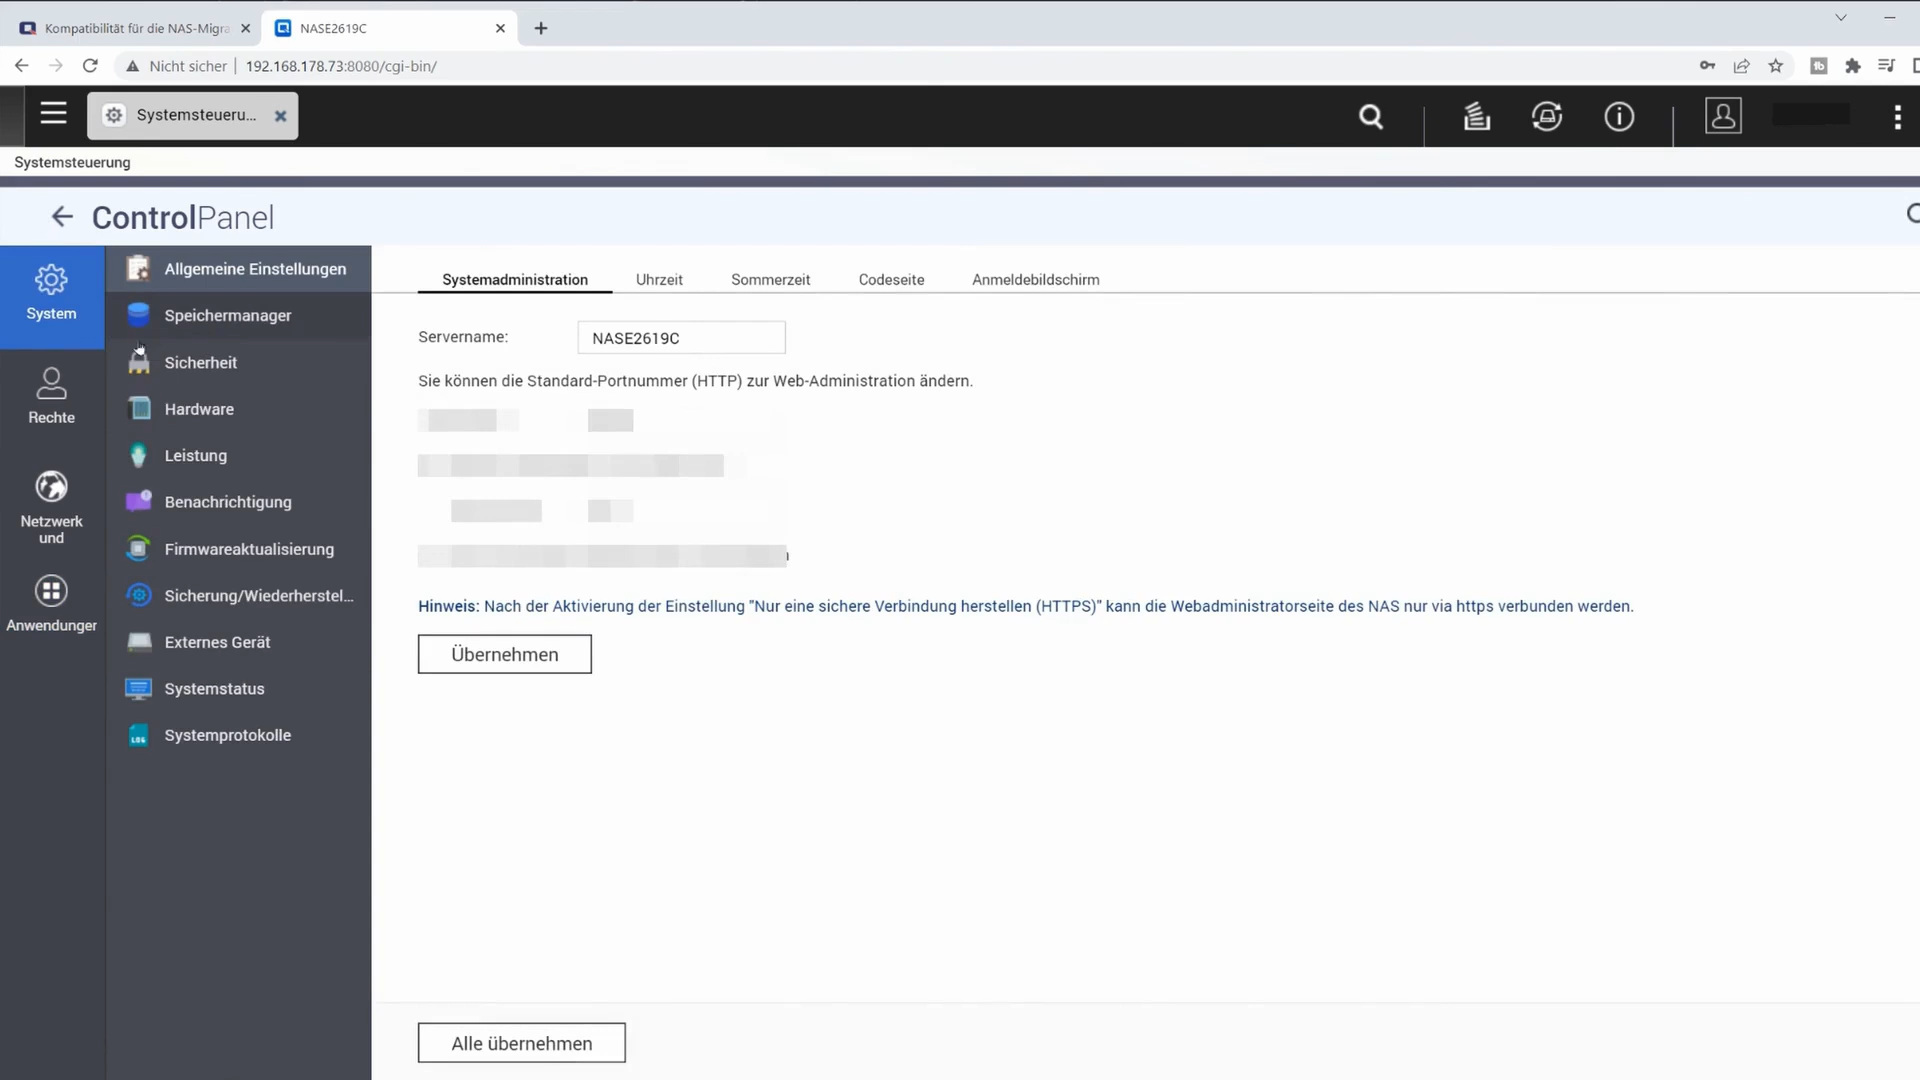 Kompatibilität für die NAS-Migra
NASE2619C
Nicht sicher
192.168.178.73:8080/cgi-bin/
Systemsteueru...
Systemsteuerung
ControlPanel
System
Rechte
Netzwerk
und
Anwendunger
Allgemeine Einstellungen
Speichermanager
Sicherheit
Hardware
Leistung
Benachrichtigung
Firmwareaktualisierung
Sicherung/Wiederherstel...
Externes Gerät
Systemstatus
LOG
Systemprotokolle
Systemadministration
Uhrzeit
Sommerzeit
Codeseite
Anmeldebildschirm
Servername:
NASE2619C
Sie können die Standard-Portnummer (HTTP) zur Web-Administration ändern.
Hinweis: Nach der Aktivierung der Einstellung "Nur eine sichere Verbindung herstellen (HTTPS)" kann die Webadministratorseite des NAS nur via https verbunden werden.
Übernehmen
Alle übernehmen